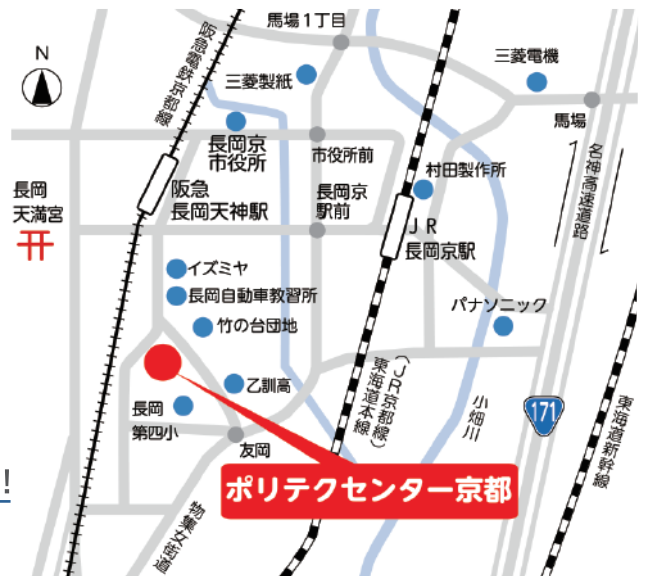 馬場1丁目
N
阪急電鉄京都線
三菱製紙
三菱電機
馬場
長岡京
市役所
市役所前
村田製作所
名神高速道路
長岡
天満宮
阪急
長岡天神駅
長岡京
駅前
JR
長岡京駅
イズミヤ
長岡自動車教習所
竹の台団地
パナソニック
乙訓高
長岡
第四小
友岡
(JR京都線)
東海道本線
小畑川
171
東海道新幹線
!
ポリテクセンター京都
物集女街道